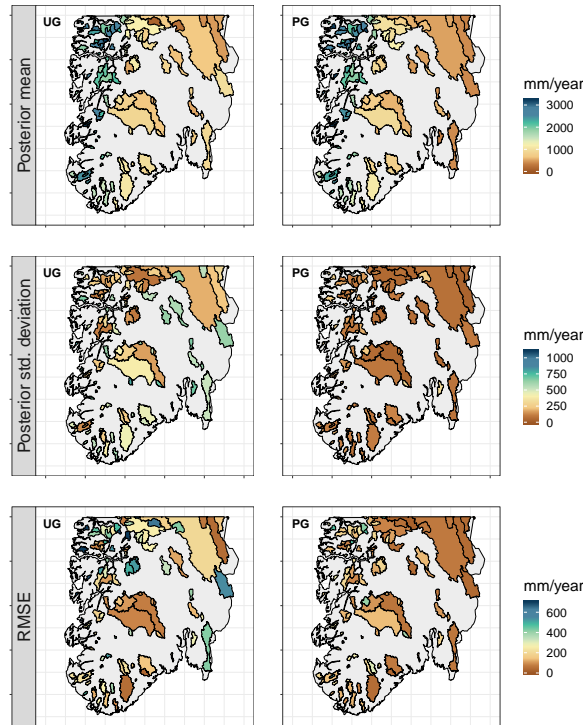 Posterior mean
UG
PG
mm/year
3000
2000
1000
0
Posterior std. deviation
UG
PG
mm/year
1000
750
500
250
0
RMSE
UG
PG
mm/year
600
400
200
0